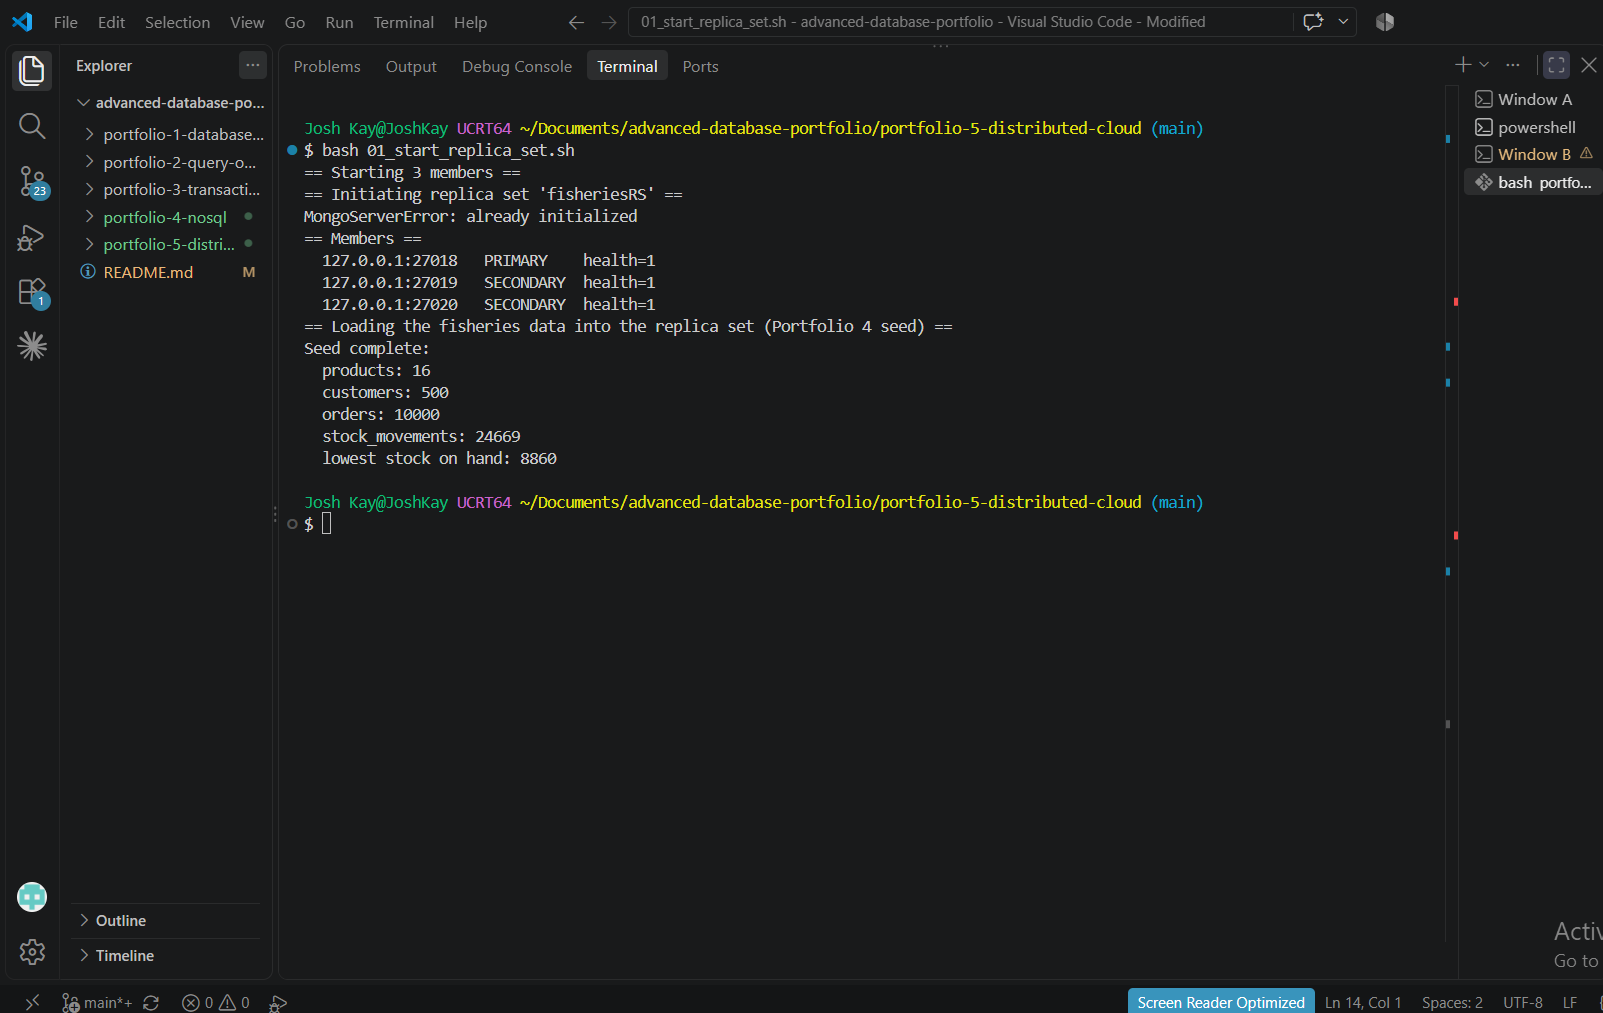 File Edit Selection View Go Run Terminal Help
01_start_replica_set.sh - advanced-database-portfolio - Visual Studio Code - Modified
Explorer
advanced-database-po...
portfolio-1-database...
portfolio-2-query-o...
portfolio-3-transacti...
portfolio-4-nosql
portfolio-5-distri...
README.md M
23
1
Outline
Timeline
Problems Output Debug Console Terminal Ports
Josh Kay@JoshKay UCRT64 ~/Documents/advanced-database-portfolio/portfolio-5-distributed-cloud (main)
$ bash 01_start_replica_set.sh
== Starting 3 members ==
== Initiating replica set 'fisheriesRS' ==
MongoServerError: already initialized
== Members ==
127.0.0.1:27018 PRIMARY health=1
127.0.0.1:27019 SECONDARY health=1
127.0.0.1:27020 SECONDARY health=1
== Loading the fisheries data into the replica set (Portfolio 4 seed) ==
Seed complete:
products: 16
customers: 500
orders: 10000
stock_movements: 24669
lowest stock on hand: 8860
Josh Kay@JoshKay UCRT64 ~/Documents/advanced-database-portfolio/portfolio-5-distributed-cloud (main)
$
Window A
powershell
Window B
bash portfo...
Activ
Go to
main*+ 0 0
Screen Reader Optimized Ln 14, Col 1 Spaces: 2 UTF-8 LF